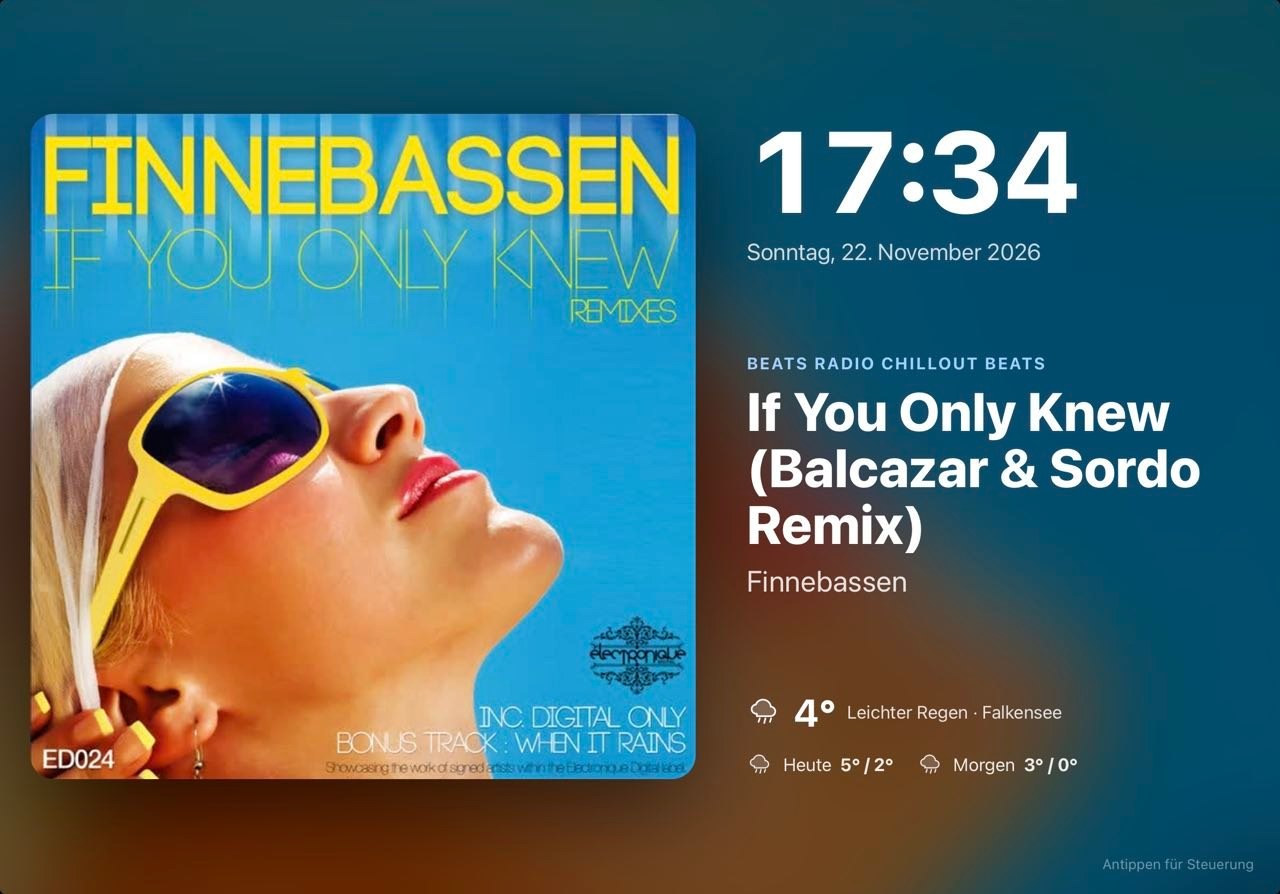 FINNEBASSEN
IF YOU ONLY KNEW
REMIXES
électronique
INC. DIGITAL ONLY
BONUS TRACK : WHEN IT RAINS
Showcasing the work of signed artists within the Electronique Digital label.
ED024
17:34
Sonntag, 22. November 2026
BEATS RADIO CHILLOUT BEATS
If You Only Knew
(Balcazar & Sordo
Remix)
Finnebassen
4° Leichter Regen · Falkensee
Heute 5° / 2° Morgen 3° / 0°
Antippen für Steuerung